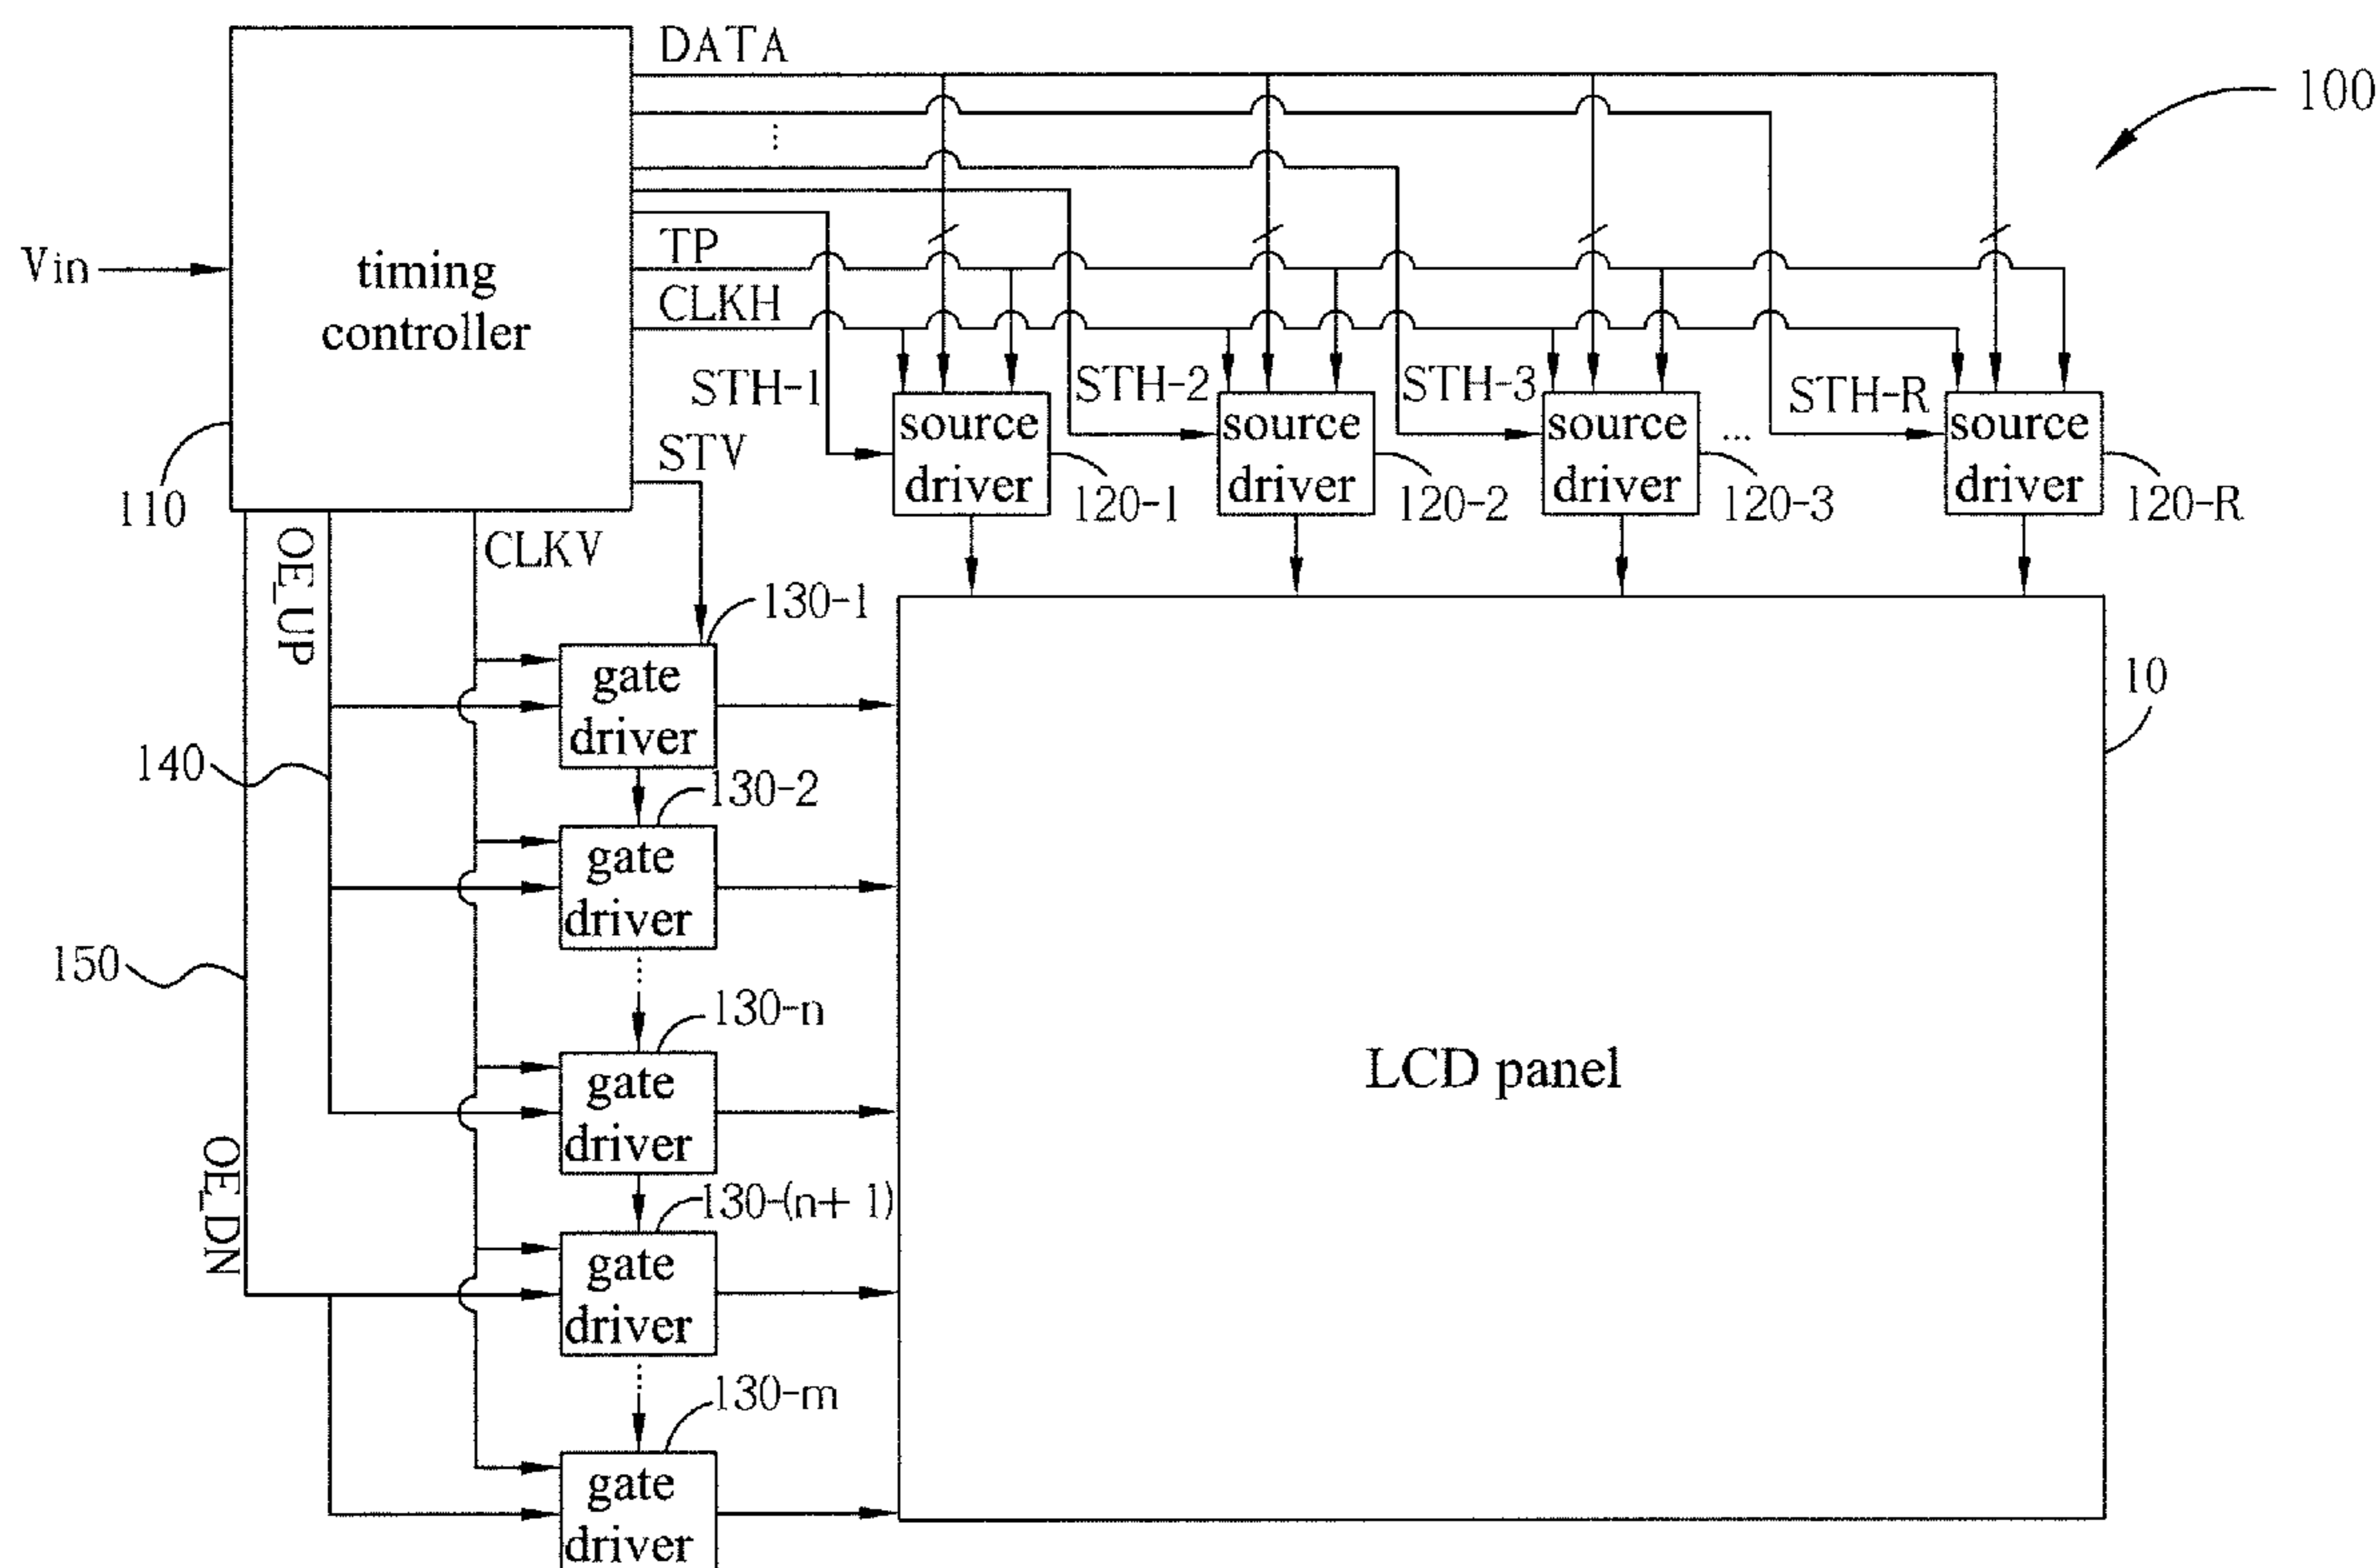 DATA
100
Vin
timing
controller
TP
CLKH
STH-1
STH-2
STH-3
STH-R
STV
source
driver
source
driver
source
driver
...
source
driver
110
120-1
120-2
120-3
120-R
OE_UP
CLKV
130-1
gate
driver
10
140
130-2
gate
driver
150
130-n
gate
driver
LCD panel
OE_DN
130-(n+1)
gate
driver
130-m
gate
driver